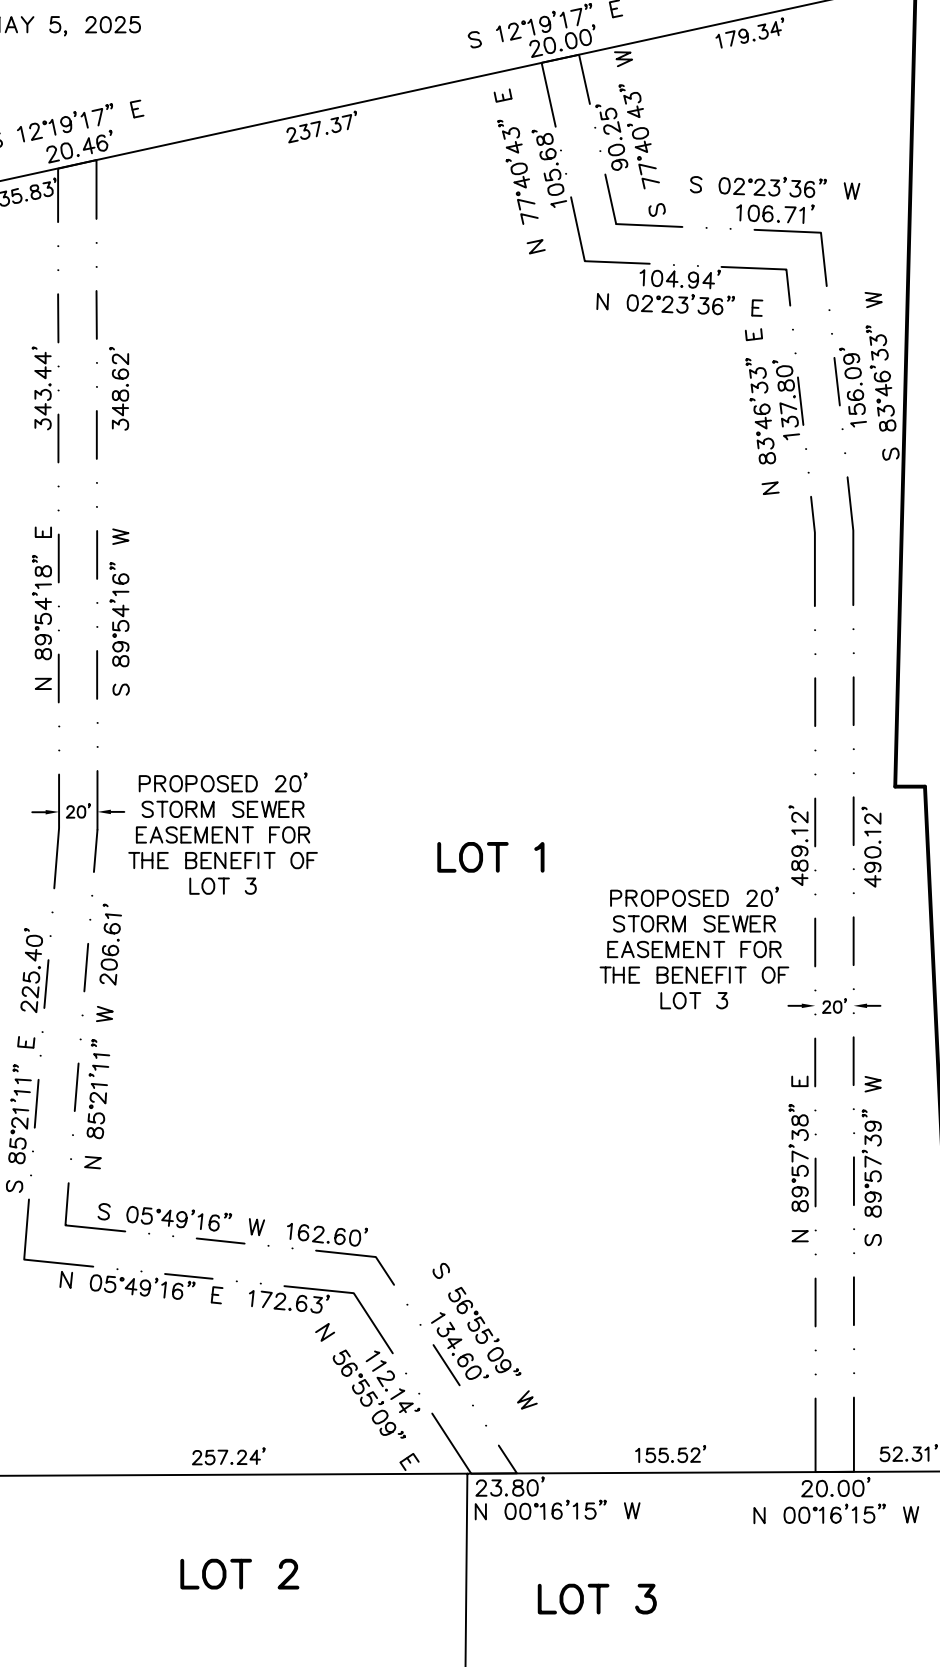 MAY 5, 2025
S 12°19'17" E
20.00'
179.34'
S 12°19'17" E
20.46'
237.37'
35.83'
N 77°40'43" E
105.68'
90.25'
S 77°40'43" W
S 02°23'36" W
106.71'
104.94'
N 02°23'36" E
N 83°46'33" E
137.80'
156.09'
S 83°46'33" W
343.44'
348.62'
N 89°54'18" E
S 89°54'16" W
20'
PROPOSED 20'
STORM SEWER
EASEMENT FOR
THE BENEFIT OF
LOT 3
LOT 1
489.12'
490.12'
PROPOSED 20'
STORM SEWER
EASEMENT FOR
THE BENEFIT OF
LOT 3
20'
S 85°21'11" E 225.40'
N 85°21'11" W 206.61'
N 89°57'38" E
S 89°57'39" W
S 05°49'16" W 162.60'
N 05°49'16" E 172.63'
S 56°55'09" W
134.60'
112.14'
N 56°55'09" E
257.24'
155.52'
52.31'
23.80'
N 00°16'15" W
20.00'
N 00°16'15" W
LOT 2
LOT 3